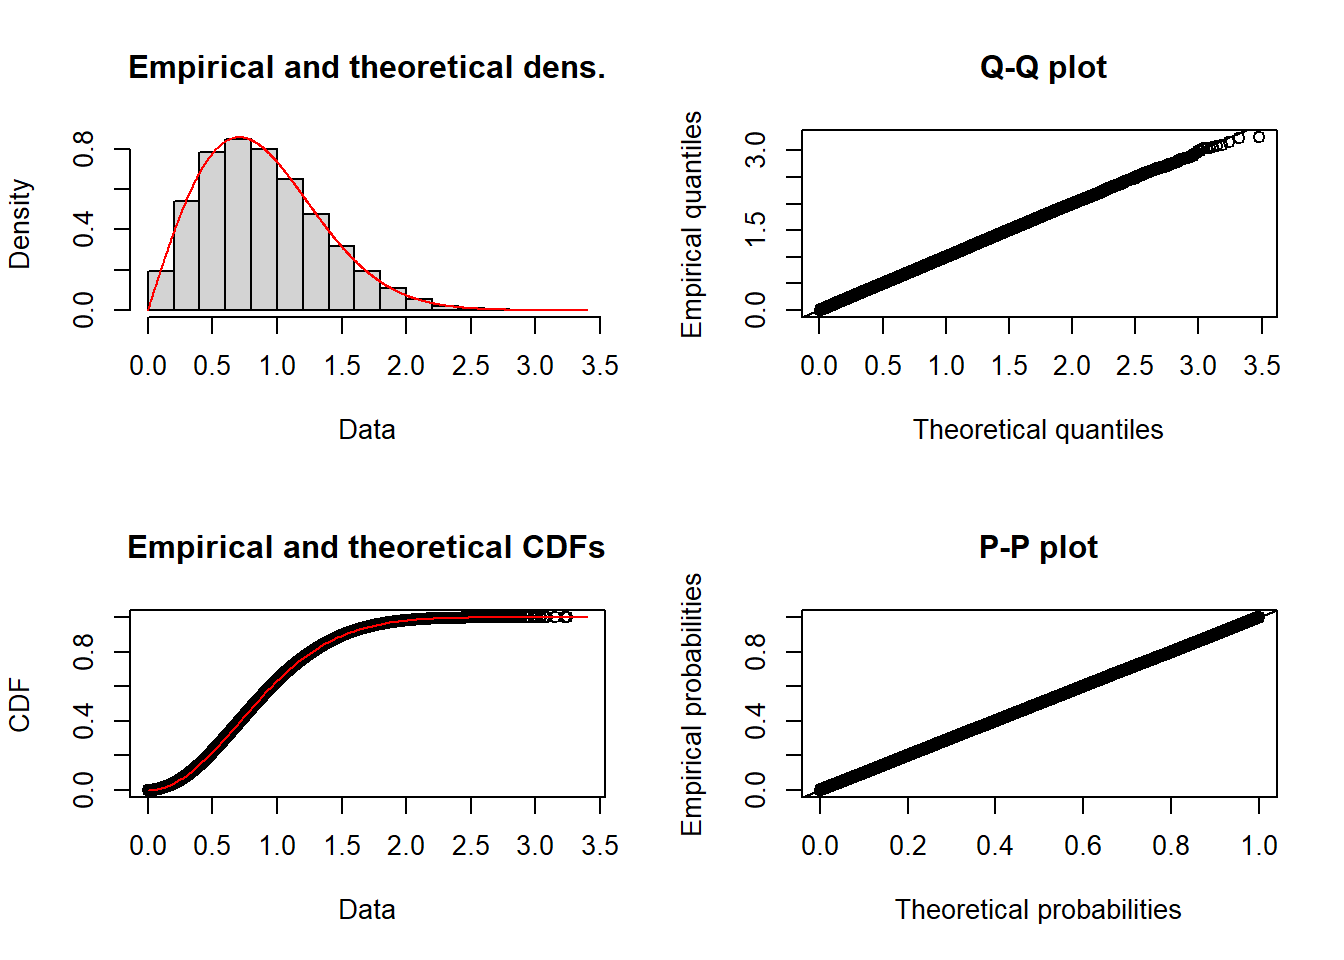 Empirical and theoretical dens.
Density
0.0 0.4 0.8
0.0 0.5 1.0 1.5 2.0 2.5 3.0 3.5
Data
Q-Q plot
Empirical quantiles
0.0 1.5 3.0
0.0 0.5 1.0 1.5 2.0 2.5 3.0 3.5
Theoretical quantiles
Empirical and theoretical CDFs
CDF
0.0 0.4 0.8
0.0 0.5 1.0 1.5 2.0 2.5 3.0 3.5
Data
P-P plot
Empirical probabilities
0.0 0.4 0.8
0.0 0.2 0.4 0.6 0.8 1.0
Theoretical probabilities